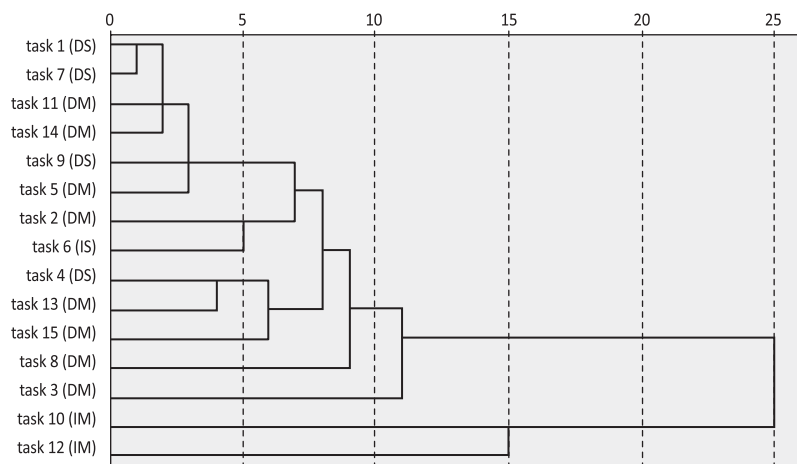 0 5 10 15 20 25
task 1 (DS)
task 7 (DS)
task 11 (DM)
task 14 (DM)
task 9 (DS)
task 5 (DM)
task 2 (DM)
task 6 (IS)
task 4 (DS)
task 13 (DM)
task 15 (DM)
task 8 (DM)
task 3 (DM)
task 10 (IM)
task 12 (IM)